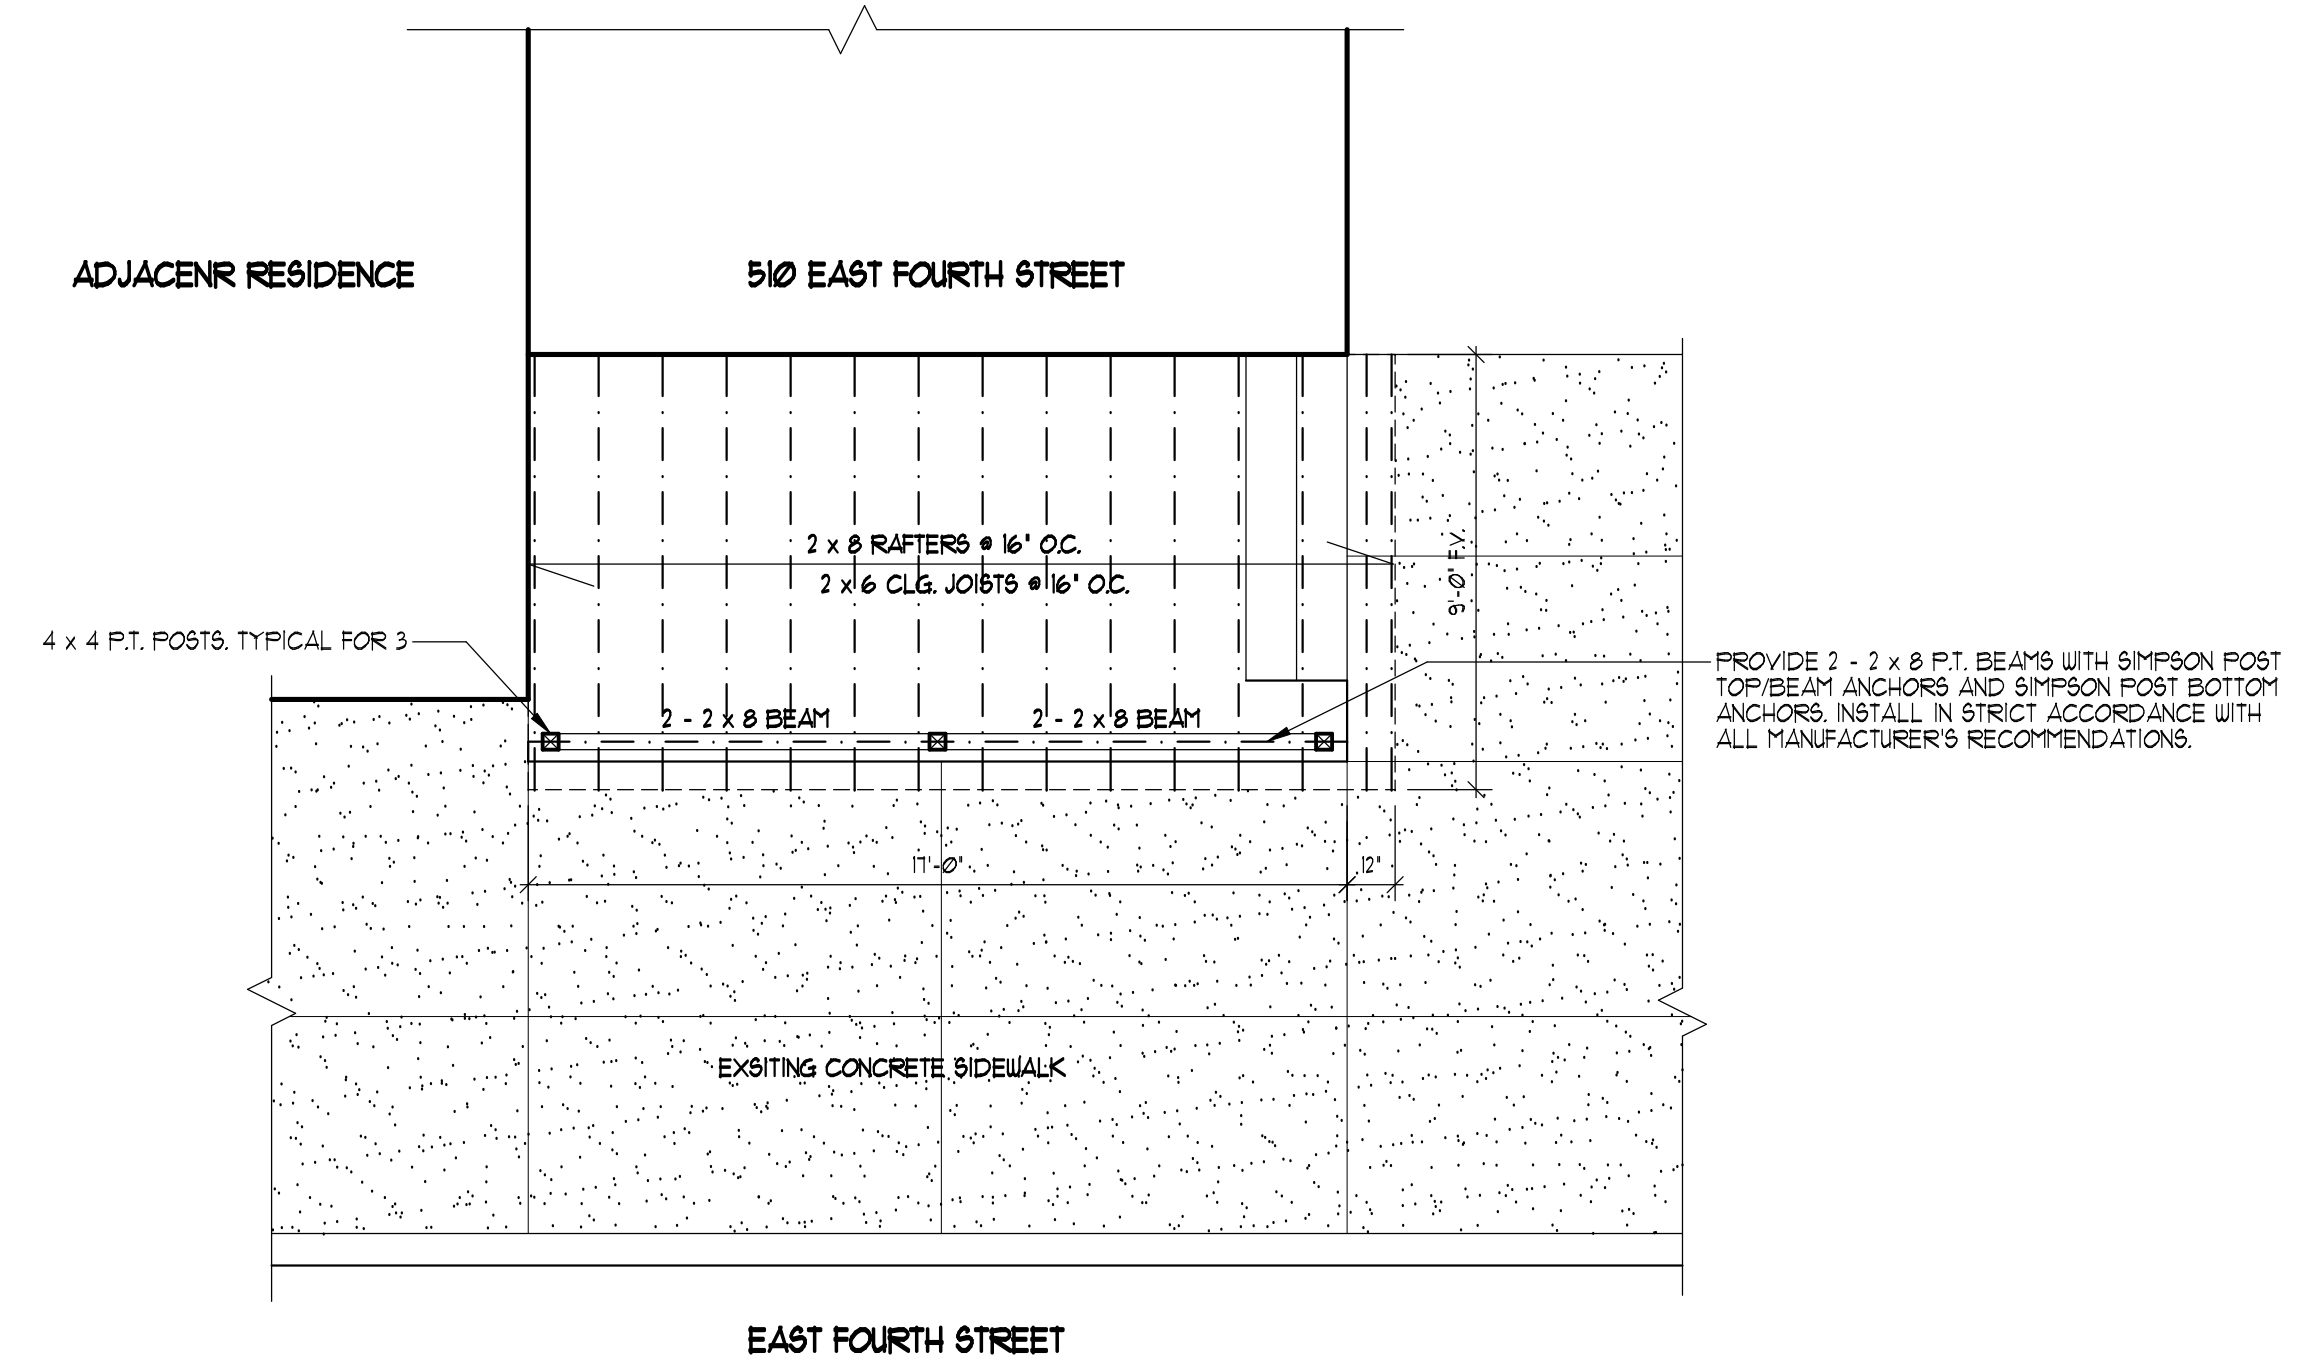 ADJACENR RESIDENCE
510 EAST FOURTH STREET
2 x 8 RAFTERS @ 16" O.C.
2 x 6 CLG. JOISTS @ 16" O.C.
9'-0" F.V.
4 x 4 P.T. POSTS. TYPICAL FOR 3
PROVIDE 2 - 2 x 8 P.T. BEAMS WITH SIMPSON POST
TOP/BEAM ANCHORS AND SIMPSON POST BOTTOM
ANCHORS. INSTALL IN STRICT ACCORDANCE WITH
ALL MANUFACTURER'S RECOMMENDATIONS.
2 - 2 x 8 BEAM
2 - 2 x 8 BEAM
17'-0"
12"
EXSITING CONCRETE SIDEWALK
EAST FOURTH STREET